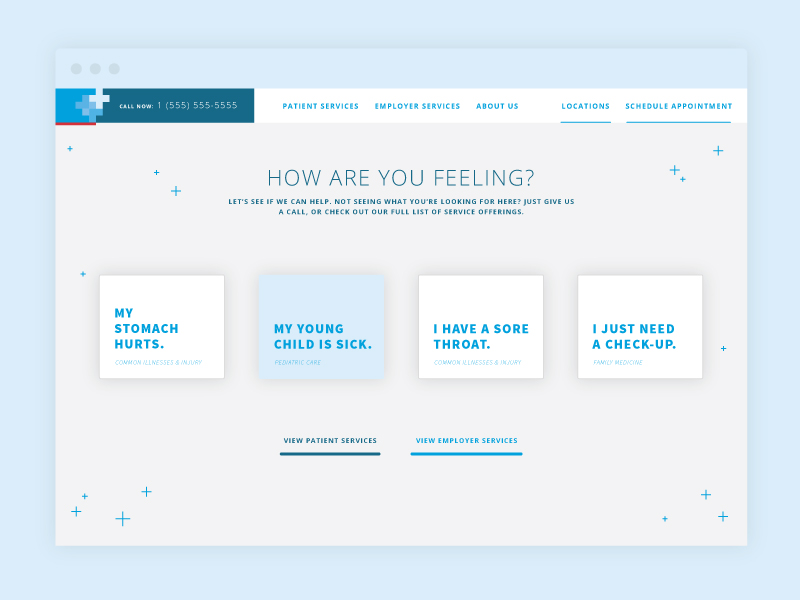 CALL NOW: 1 (555) 555-5555
PATIENT SERVICES
EMPLOYER SERVICES
ABOUT US
LOCATIONS
SCHEDULE APPOINTMENT
HOW ARE YOU FEELING?
LET'S SEE IF WE CAN HELP. NOT SEEING WHAT YOU'RE LOOKING FOR HERE? JUST GIVE US
A CALL, OR CHECK OUT OUR FULL LIST OF SERVICE OFFERINGS.
MY
STOMACH
HURTS.
COMMON ILLNESSES & INJURY
MY YOUNG
CHILD IS SICK.
PEDIATRIC CARE
I HAVE A SORE
THROAT.
COMMON ILLNESSES & INJURY
I JUST NEED
A CHECK-UP.
FAMILY MEDICINE
VIEW PATIENT SERVICES
VIEW EMPLOYER SERVICES